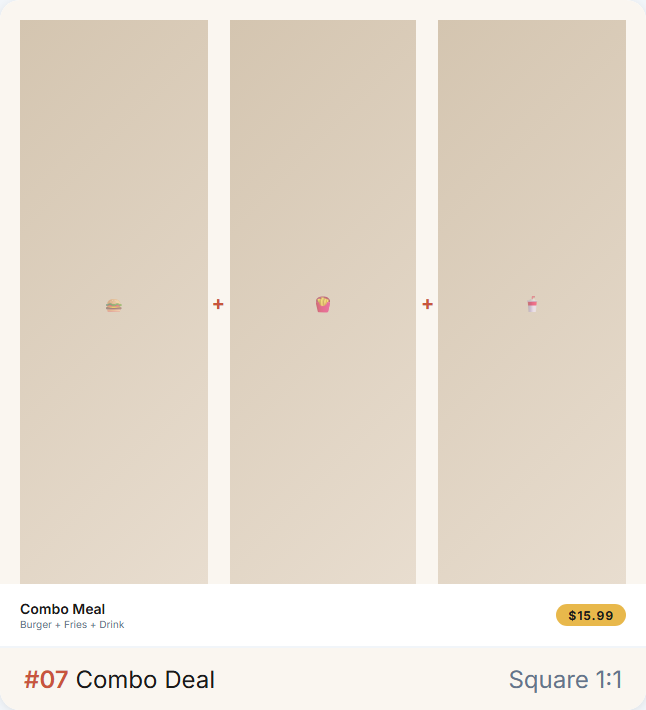 + +
Combo Meal
Burger + Fries + Drink
$15.99
#07 Combo Deal
Square 1:1